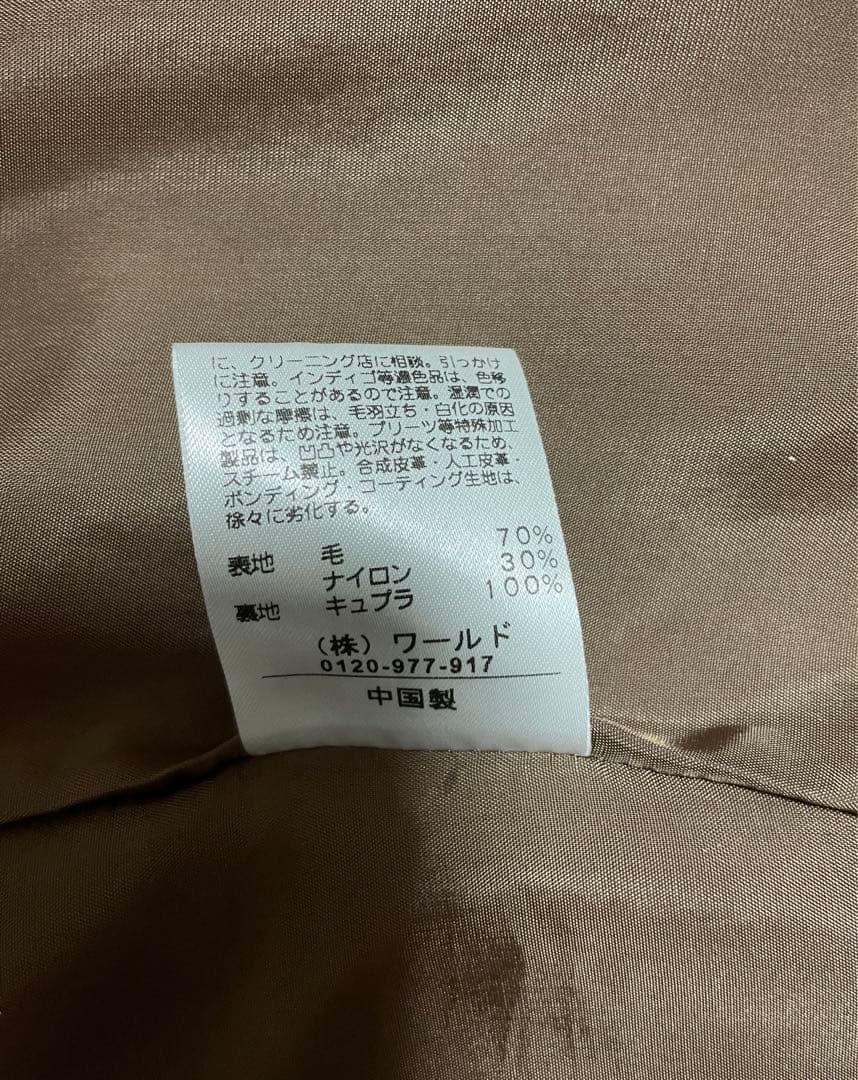 に、クリーニング店に相談。引っかけ
に注意。インディゴ等濃色品は、色移
りすることがあるので注意。湿潤での
過剰な摩擦は、毛羽立ち・白化の原因
となるため注意。プリーツ等特殊加工
製品は、凹凸や光沢がなくなるため、
スチーム禁止。合成皮革・人工皮革・
ボンディング・コーティング生地は、
徐々に劣化する。
表地 毛 70%
ナイロン 30%
裏地 キュプラ 100%
(株)ワールド
0120-977-917
中国製